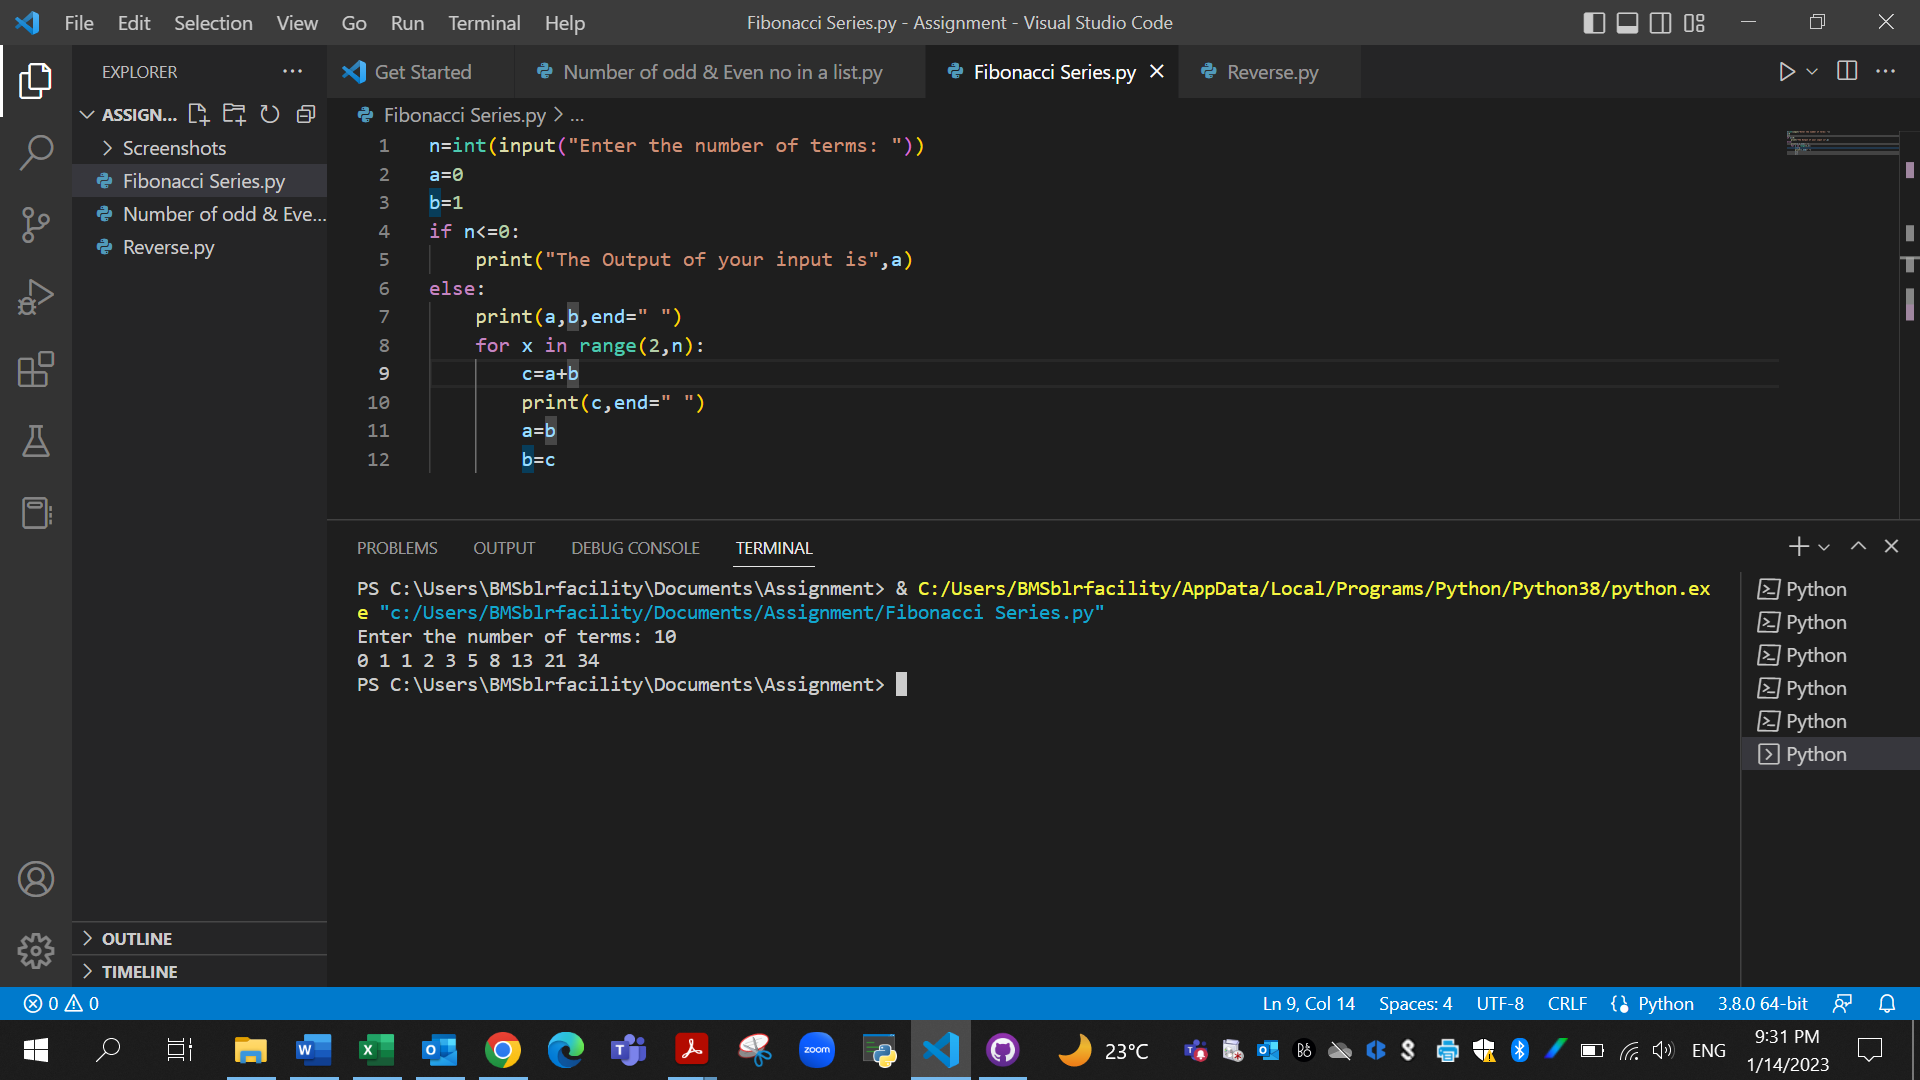 File Edit Selection View Go Run Terminal Help Fibonacci Series.py - Assignment - Visual Studio Code
EXPLORER
Get Started Number of odd & Even no in a list.py Fibonacci Series.py Reverse.py
ASSIGN...
Screenshots
Fibonacci Series.py
Number of odd & Eve...
Reverse.py
OUTLINE
TIMELINE
Fibonacci Series.py > ...
1 n=int(input("Enter the number of terms: "))
2 a=0
3 b=1
4 if n<=0:
5 print("The Output of your input is",a)
6 else:
7 print(a,b,end=" ")
8 for x in range(2,n):
9 c=a+b
10 print(c,end=" ")
11 a=b
12 b=c
PROBLEMS OUTPUT DEBUG CONSOLE TERMINAL
PS C:\Users\BMSblrfacility\Documents\Assignment> & C:/Users/BMSblrfacility/AppData/Local/Programs/Python/Python38/python.ex
e "c:/Users/BMSblrfacility/Documents/Assignment/Fibonacci Series.py"
Enter the number of terms: 10
0 1 1 2 3 5 8 13 21 34
PS C:\Users\BMSblrfacility\Documents\Assignment>
Python
Python
Python
Python
Python
Python
0 0 Ln 9, Col 14 Spaces: 4 UTF-8 CRLF Python 3.8.0 64-bit
zoom 23°C ENG 9:31 PM
1/14/2023